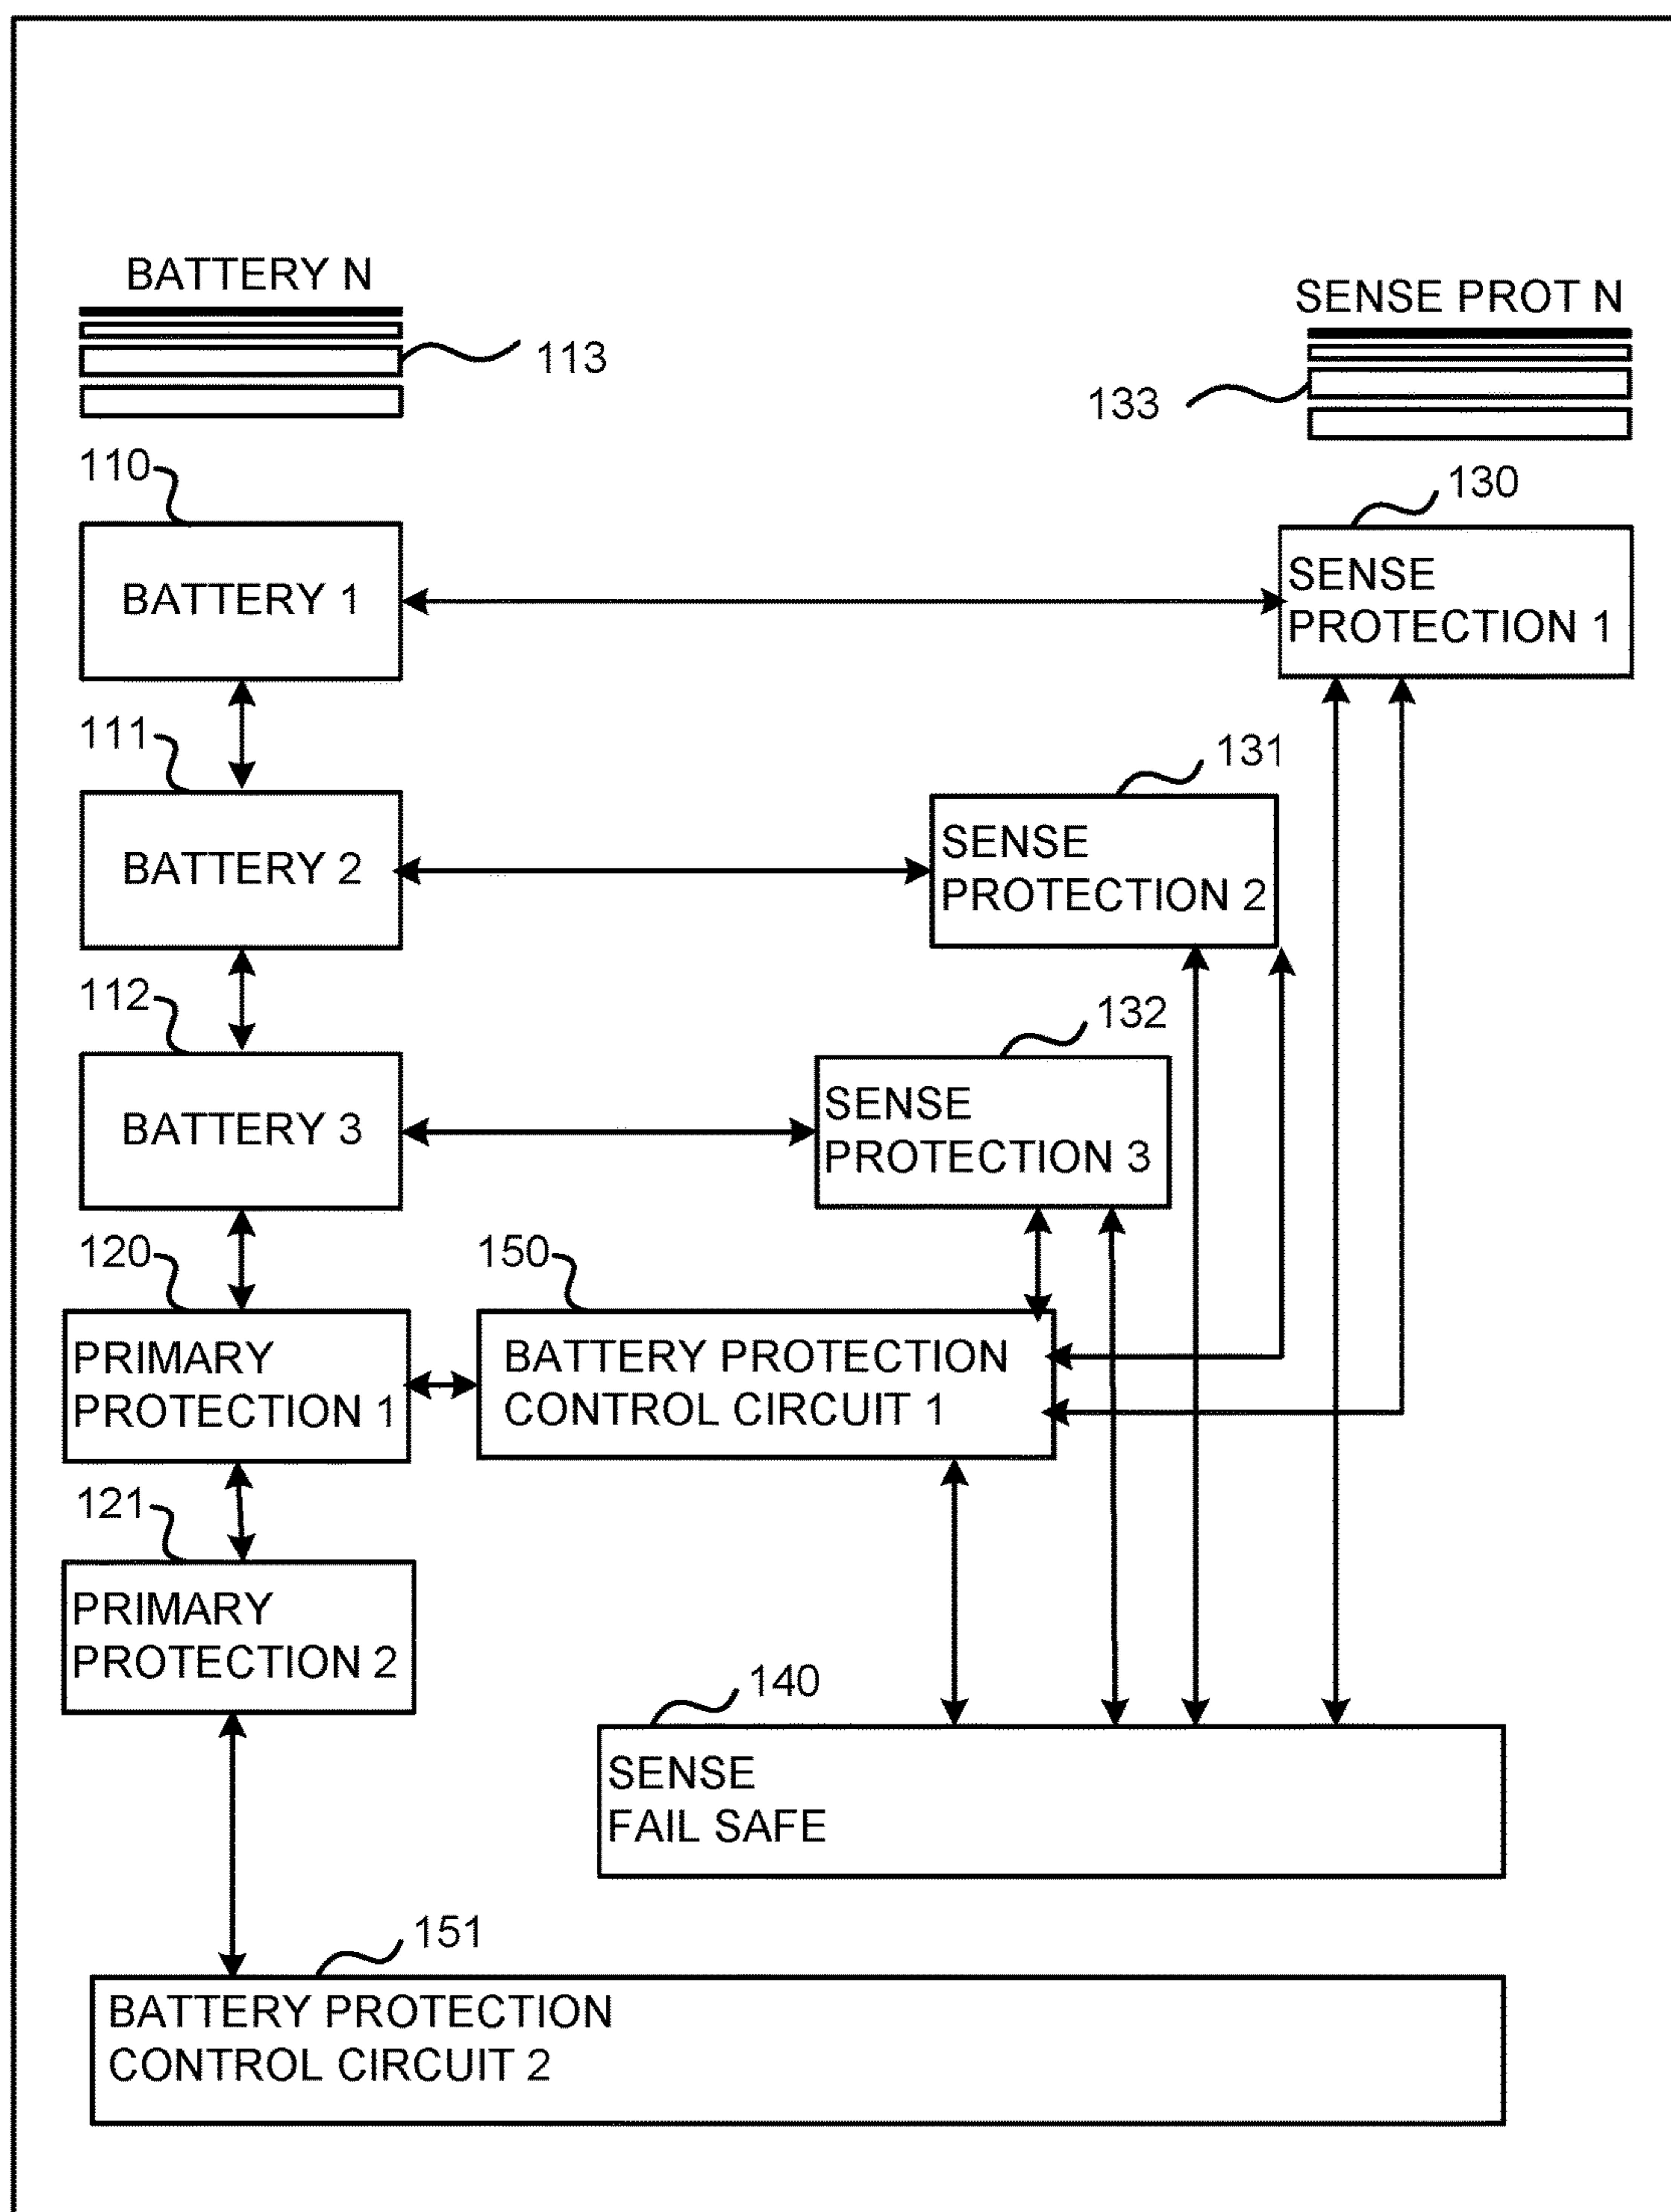 BATTERY N
SENSE PROT N
113
133
110
130
BATTERY 1
SENSE
PROTECTION 1
111
131
BATTERY 2
SENSE
PROTECTION 2
112
132
BATTERY 3
SENSE
PROTECTION 3
120
150
PRIMARY
PROTECTION 1
BATTERY PROTECTION
CONTROL CIRCUIT 1
121
PRIMARY
PROTECTION 2
140
SENSE
FAIL SAFE
151
BATTERY PROTECTION
CONTROL CIRCUIT 2